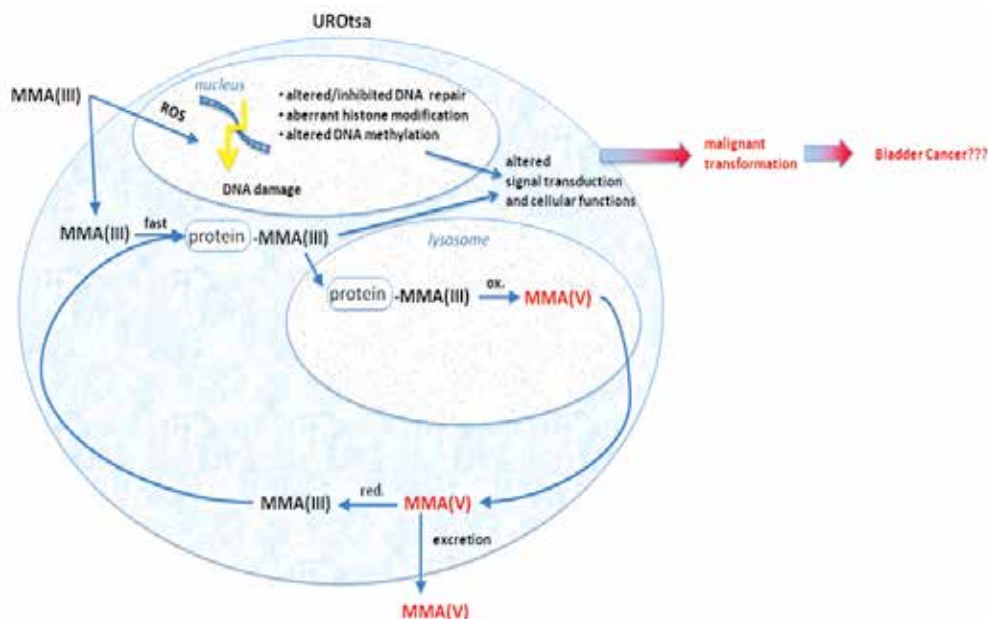 UROtsa
MMA(III)
ROS
nucleus
• altered/inhibited DNA repair
• aberrant histone modification
• altered DNA methylation
DNA damage
altered
signal transduction
and cellular functions
malignant
transformation
Bladder Cancer???
MMA(III)
fast
protein
-MMA(III)
lysosome
protein
-MMA(III)
ox.
MMA(V)
MMA(III)
red.
MMA(V)
excretion
MMA(V)